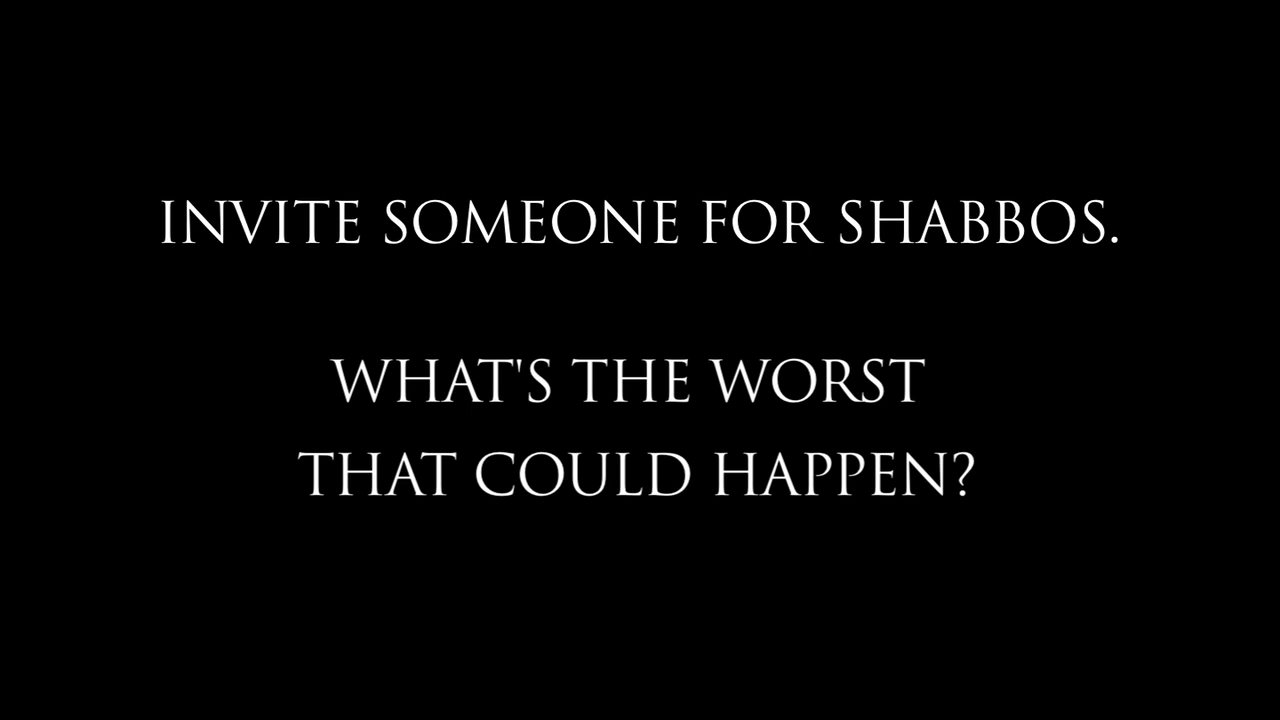 INVITE SOMEONE FOR SHABBOS.
WHAT'S THE WORST
THAT COULD HAPPEN?